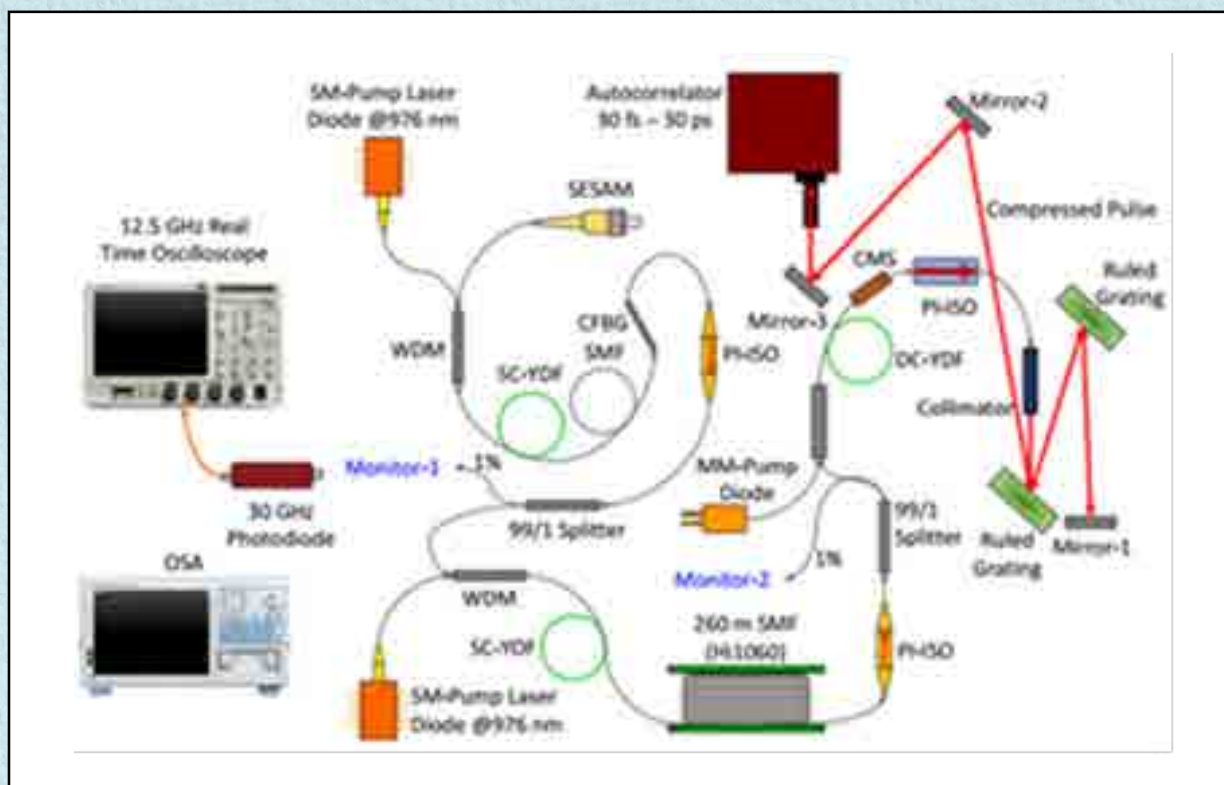 SM-Pump Laser
Diode @976 nm
Autocorrelator
30 fs – 30 ps
Mirror-2
SESAM
Compressed Pulse
12.5 GHz Real
Time Oscilloscope
CMS
Ruled
Grating
PI-ISO
Mirror-3
CFBG
SMF
WDM
PI-ISO
SC-YDF
DC-YDF
Collimator
Monitor-1
1%
MM-Pump
Diode
30 GHz
Photodiode
99/1 Splitter
99/1
Splitter
Ruled
Grating
Mirror-1
OSA
Monitor-2
1%
WDM
SC-YDF
260 m SMF
(HI1060)
PI-ISO
SM-Pump Laser
Diode @976 nm